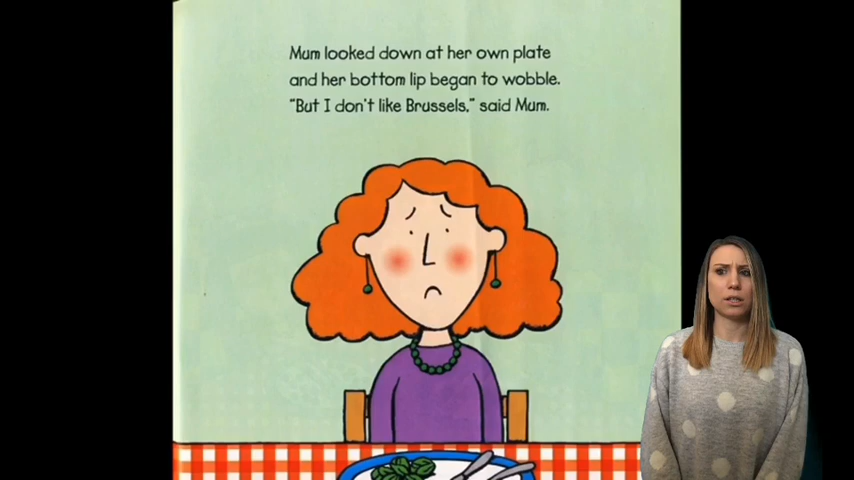 Mum looked down at her own plate
and her bottom lip began to wobble.
"But I don't like Brussels," said Mum.